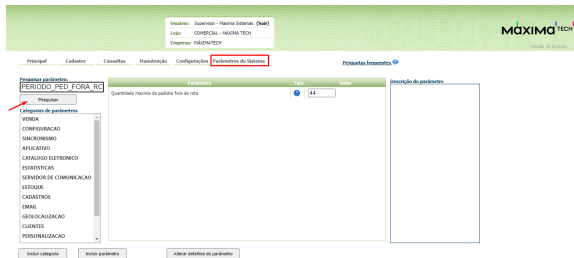 Usuário: Supervisor - Maxima Sistemas (Sair)
Loja: COMERCIAL - MÁXIMA TECH
Empresa: MÁXIMATECH
MÁXIMA TECH
Principal Cadastro Consultas Manutenção Configurações Parâmetros do Sistema Perguntas frequentes
Pesquisar parâmetro:
PERIODO_PED_FORA_RO
Pesquisar
Categorias de parâmetros
VENDA
CONFIGURACAO
SINCRONISMO
APLICATIVO
CATALOGO ELETRONICO
ESTATISTICAS
SERVIDOR DE COMUNICACAO
ESTOQUE
CADASTROS
EMAIL
GEOLOCALIZACAO
CLIENTES
PERSONALIZACAO
Parâmetro Tipo Valor
Quantidade maxima de pedidos fora de rota 44
Descrição do parâmetro
Incluir categoria Incluir parâmetro Alterar detalhes do parâmetro